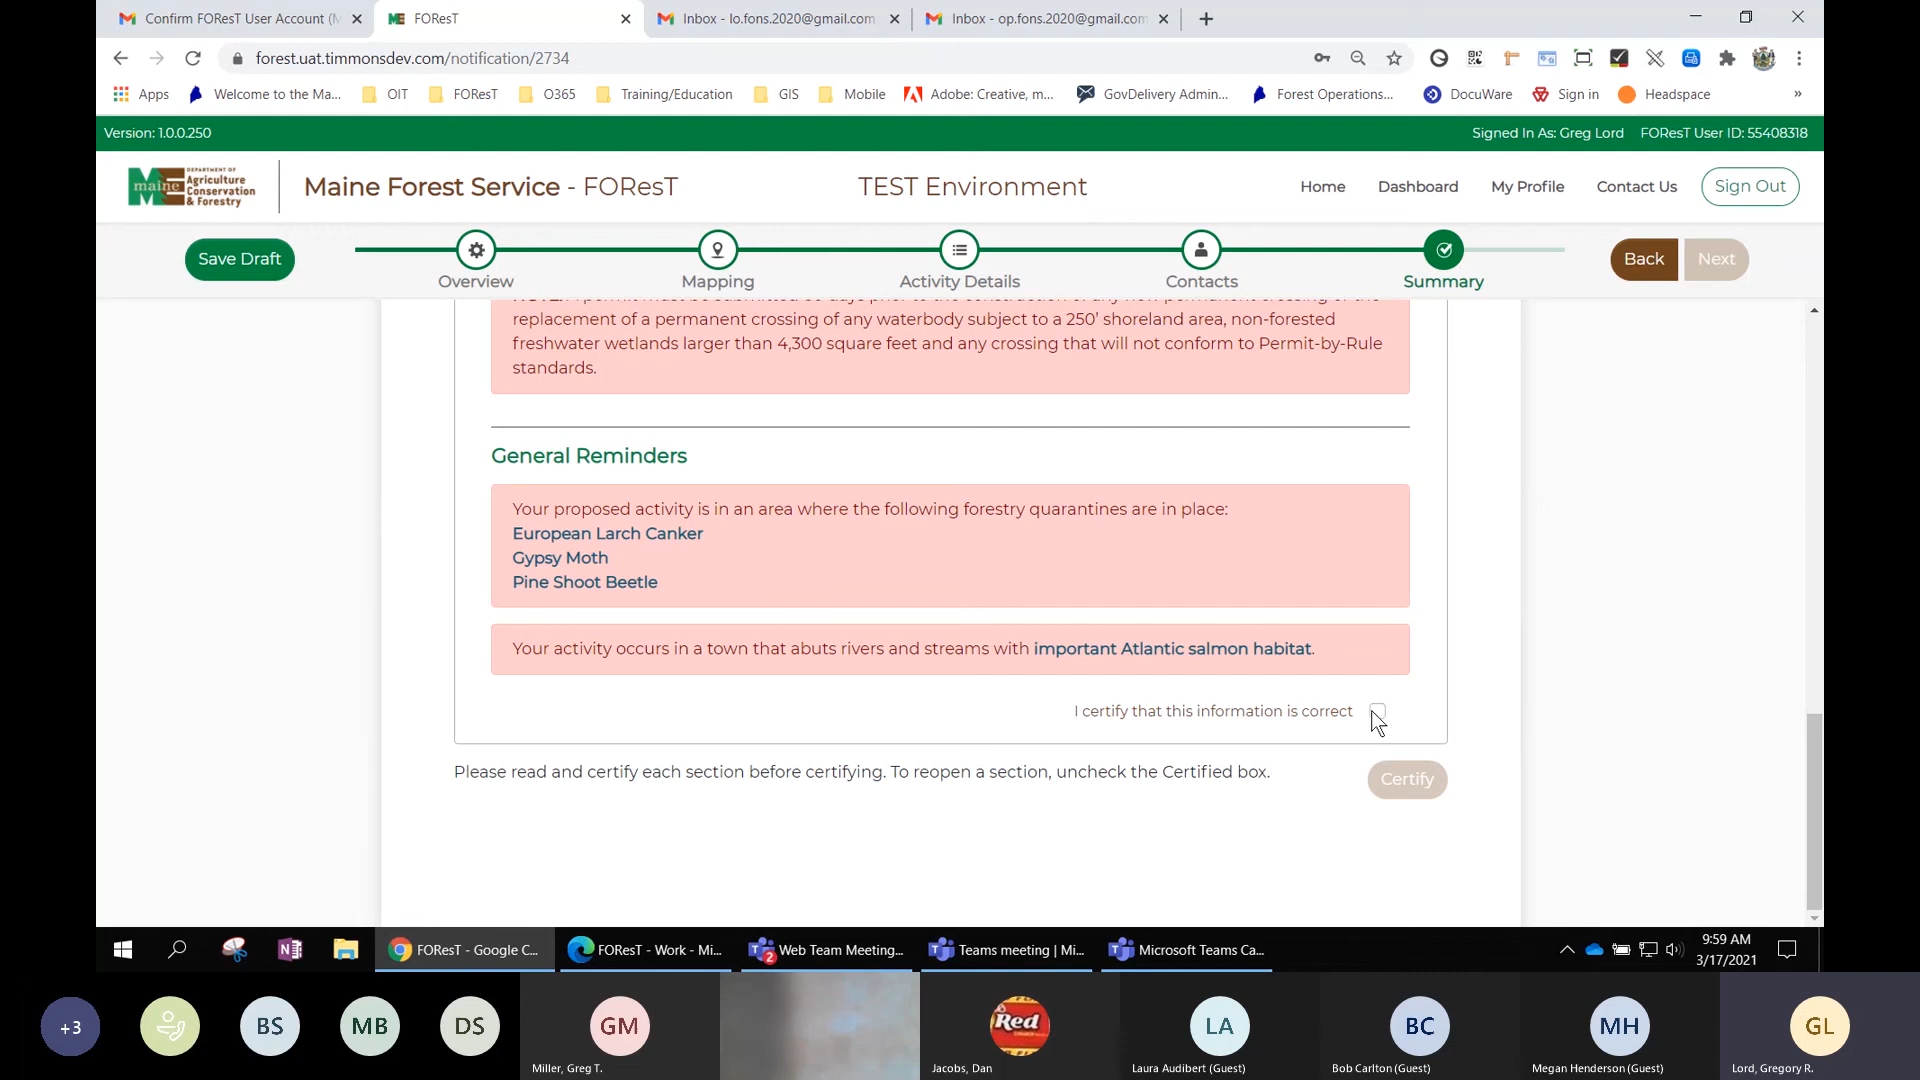 Confirm FOResT User Account (M
FOResT
Inbox - lo.fons.2020@gmail.com
Inbox - op.fons.2020@gmail.com
forest.uat.timmonsdev.com/notification/2734
Apps
Welcome to the Ma...
OIT
FOResT
O365
Training/Education
GIS
Mobile
Adobe: Creative, m...
GovDelivery Admin...
Forest Operations...
DocuWare
Sign in
Headspace
»
Version: 1.0.0.250
Signed In As: Greg Lord
FOResT User ID: 55408318
maine
DEPARTMENT OF
Agriculture
Conservation
& Forestry
Maine Forest Service - FOResT
TEST Environment
Home
Dashboard
My Profile
Contact Us
Sign Out
Save Draft
Overview
Mapping
Activity Details
Contacts
Summary
Back
Next
replacement of a permanent crossing of any waterbody subject to a 250' shoreland area, non-forested
freshwater wetlands larger than 4,300 square feet and any crossing that will not conform to Permit-by-Rule
standards.
General Reminders
Your proposed activity is in an area where the following forestry quarantines are in place:
European Larch Canker
Gypsy Moth
Pine Shoot Beetle
Your activity occurs in a town that abuts rivers and streams with important Atlantic salmon habitat.
I certify that this information is correct
Please read and certify each section before certifying. To reopen a section, uncheck the Certified box.
Certify
FOResT - Google C...
FOResT - Work - Mi...
2
Web Team Meeting...
Teams meeting | Mi...
Microsoft Teams Ca...
9:59 AM
3/17/2021
+3
BS
MB
DS
GM
Miller, Greg T.
Red
Jacobs, Dan
LA
Laura Audibert (Guest)
BC
Bob Carlton (Guest)
MH
Megan Henderson (Guest)
GL
Lord, Gregory R.